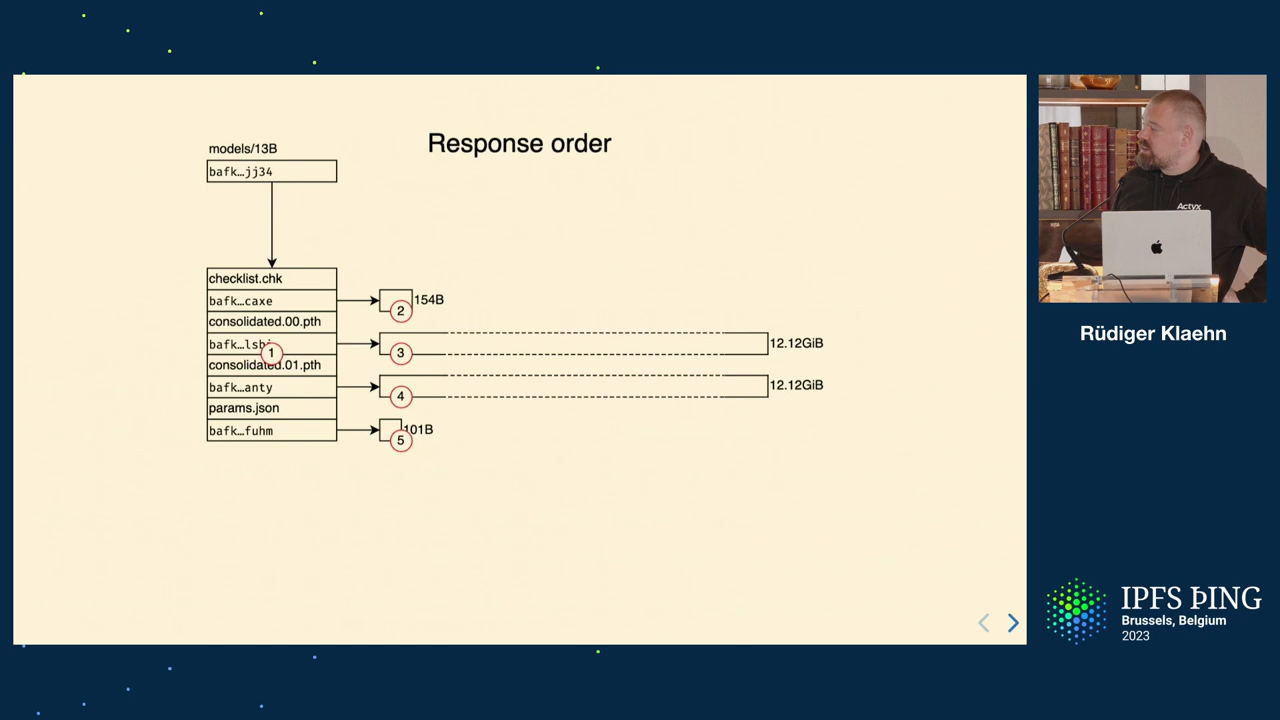 Response order
models/13B
bafk…jj34
checklist.chk
bafk…caxe
154B
2
consolidated.00.pth
12.12GiB
1
3
consolidated.01.pth
bafk…anty
12.12GiB
4
params.json
bafk…fuhm
101B
5
Actyx
Rüdiger Klaehn
IPFS ÞING
Brussels, Belgium
2023